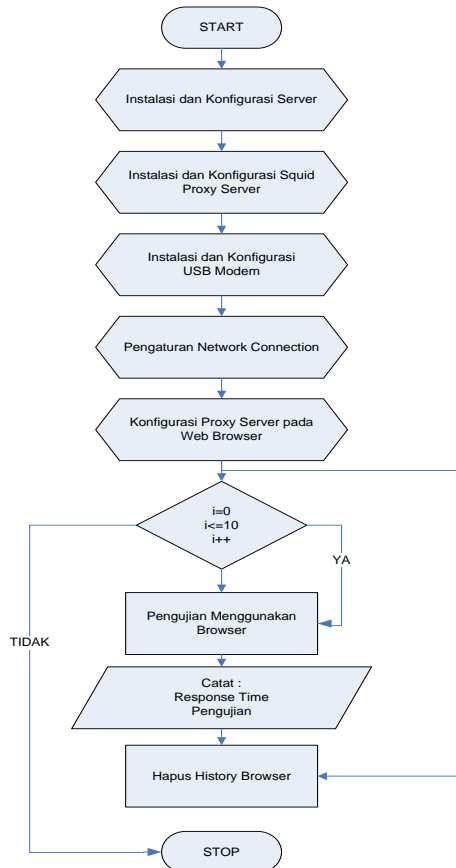 START
Instalasi dan Konfigurasi Server
Instalasi dan Konfigurasi Squid
Proxy Server
Instalasi dan Konfigurasi
USB Modem
Pengaturan Network Connection
Konfigurasi Proxy Server pada
Web Browser
i=0
i<=10
i++
YA
TIDAK
Pengujian Menggunakan
Browser
Catat :
Response Time
Pengujian
Hapus History Browser
STOP